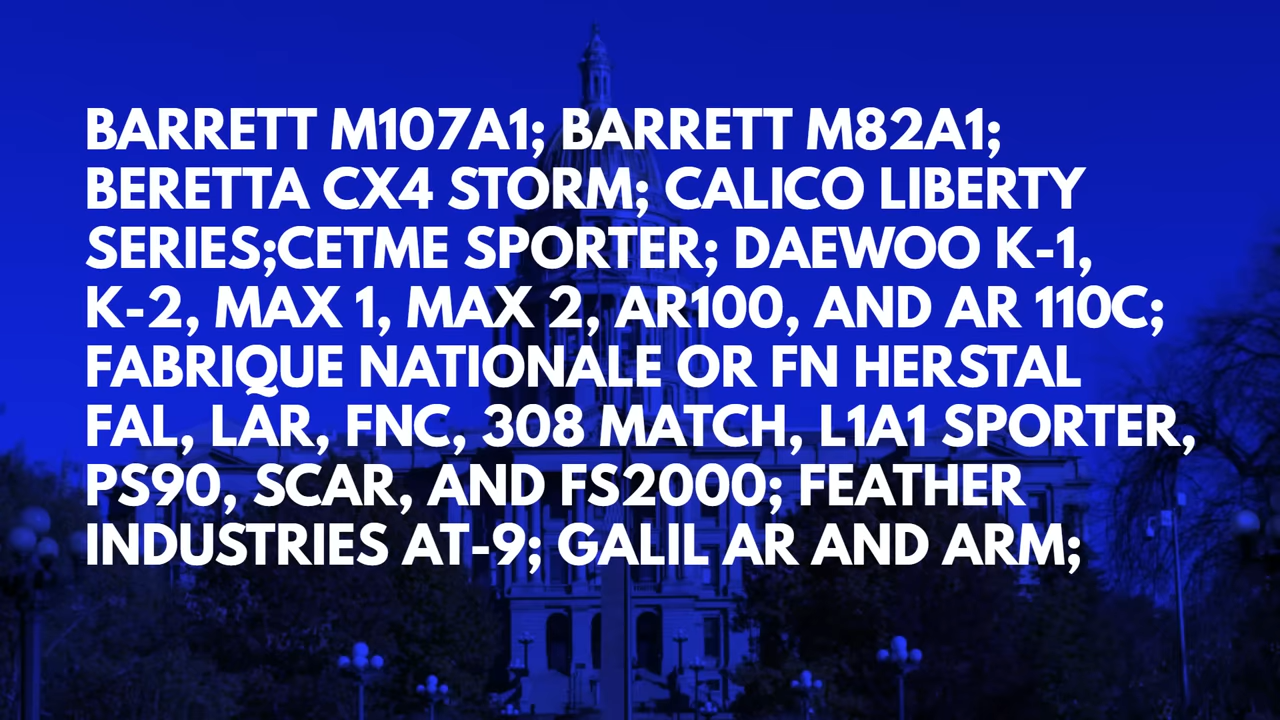 BARRETT M107A1; BARRETT M82A1;
BERETTA CX4 STORM; CALICO LIBERTY
SERIES;CETME SPORTER; DAEWOO K-1,
K-2, MAX 1, MAX 2, AR100, AND AR 110C;
FABRIQUE NATIONALE OR FN HERSTAL
FAL, LAR, FNC, 308 MATCH, L1A1 SPORTER,
PS90, SCAR, AND FS2000; FEATHER
INDUSTRIES AT-9; GALIL AR AND ARM;